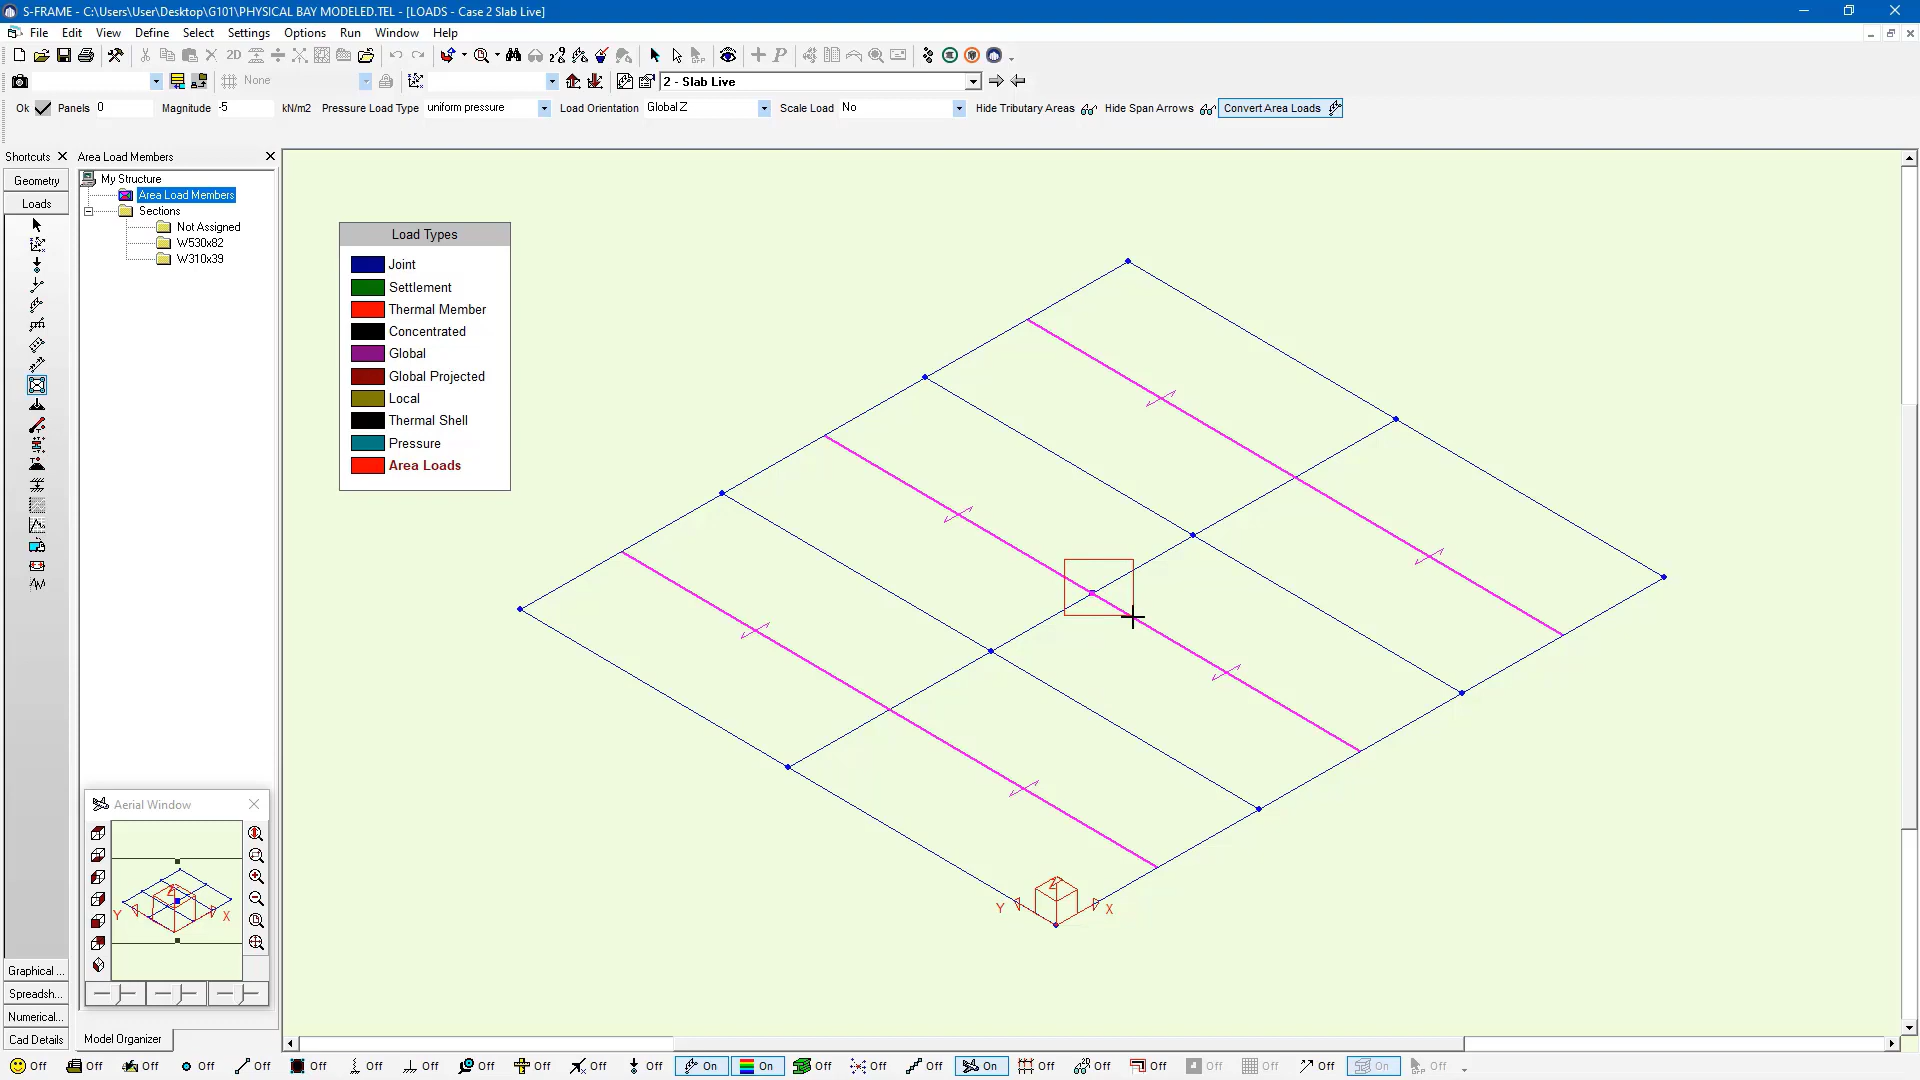 S-FRAME - C:\Users\User\Desktop\G101\PHYSICAL BAY MODELED.TEL - [LOADS - Case 2 Slab Live]
File Edit View Define Select Settings Options Run Window Help
2D
None
2 - Slab Live
Ok Panels 0 Magnitude -5 kN/m2 Pressure Load Type uniform pressure Load Orientation Global Z Scale Load No Hide Tributary Areas Hide Span Arrows Convert Area Loads
Shortcuts
Area Load Members
Geometry
Loads
My Structure
Area Load Members
Sections
Not Assigned
W530x82
W310x39
Load Types
Joint
Settlement
Thermal Member
Concentrated
Global
Global Projected
Local
Thermal Shell
Pressure
Area Loads
Z
Y
X
Aerial Window
Z
Y
X
Graphical ...
Spreadsh...
Numerical...
Cad Details
Model Organizer
Off Off Off Off Off Off Off Off Off Off Off Off On On Off Off Off On Off Off Off Off Off Off On Off